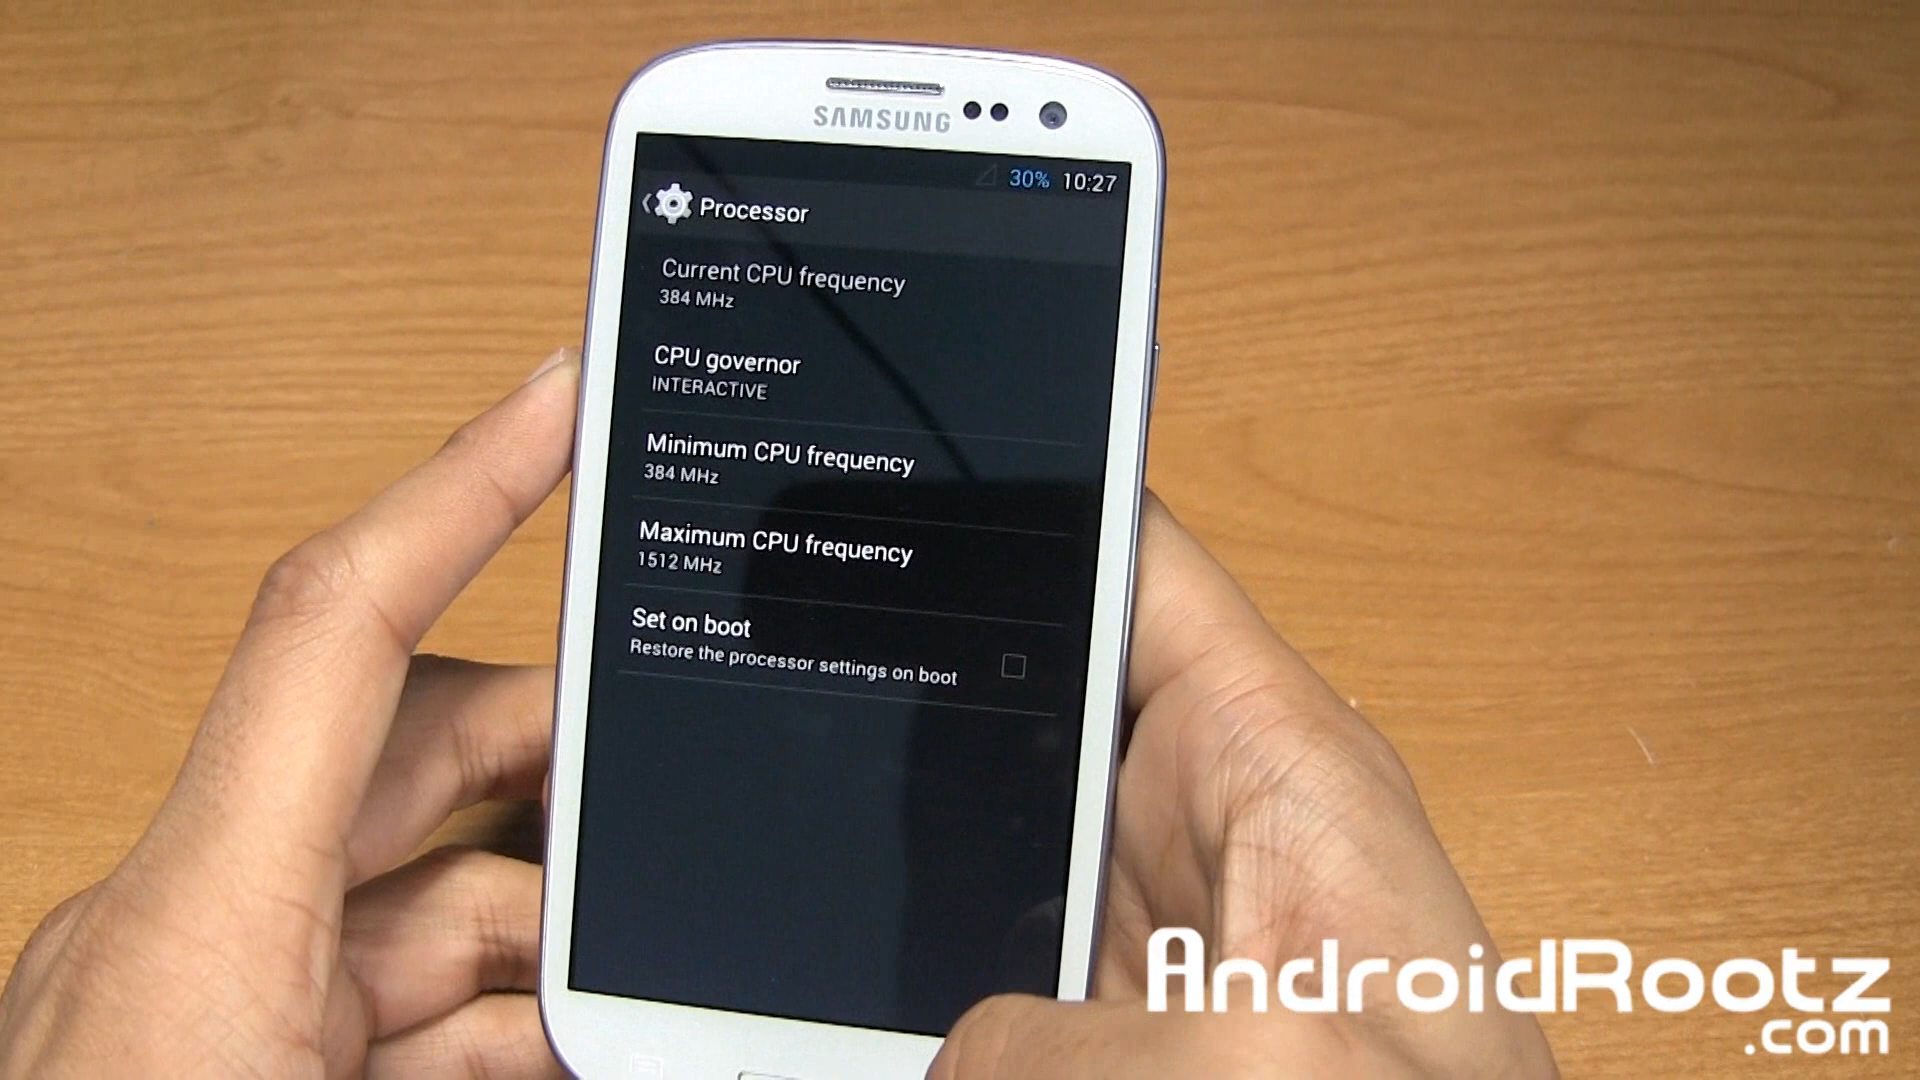 SAMSUNG
30% 10:27
Processor
Current CPU frequency
384 MHz
CPU governor
INTERACTIVE
Minimum CPU frequency
384 MHz
Maximum CPU frequency
1512 MHz
Set on boot
Restore the processor settings on boot
AndroidRootz
.com